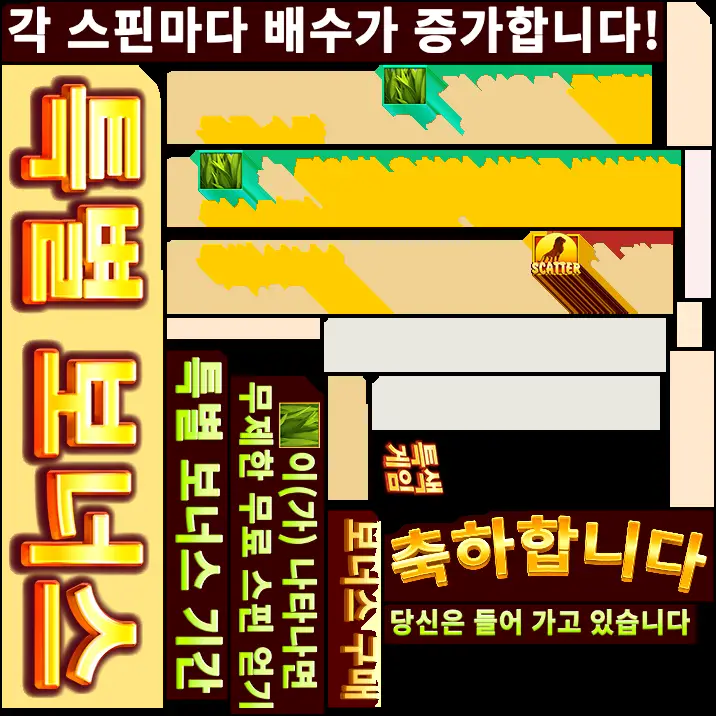 각 스핀마다 배수가 증가합니다!
특별 보너스
SCATTER
특별 보너스 기간
이(가) 나타나면
무제한 무료 스핀 얻기
특색
게임
보너스 구매
축하합니다
당신은 들어 가고 있습니다